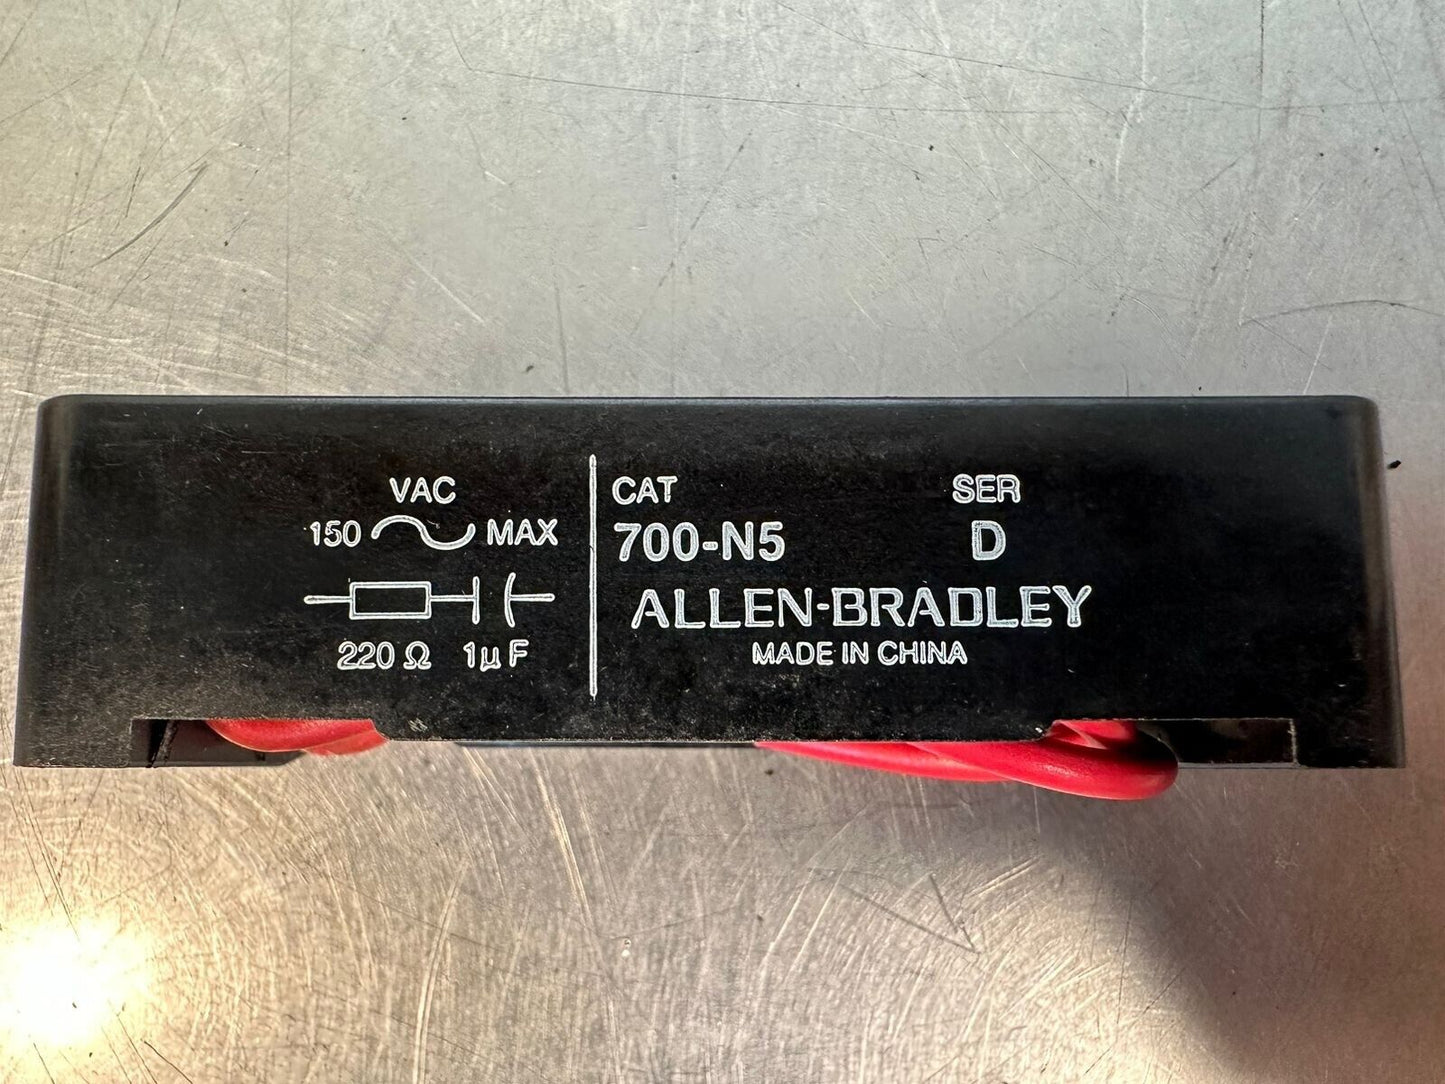 VAC
150 MAX
220 Ω 1μF
CAT SER
700-N5 D
ALLEN-BRADLEY
MADE IN CHINA